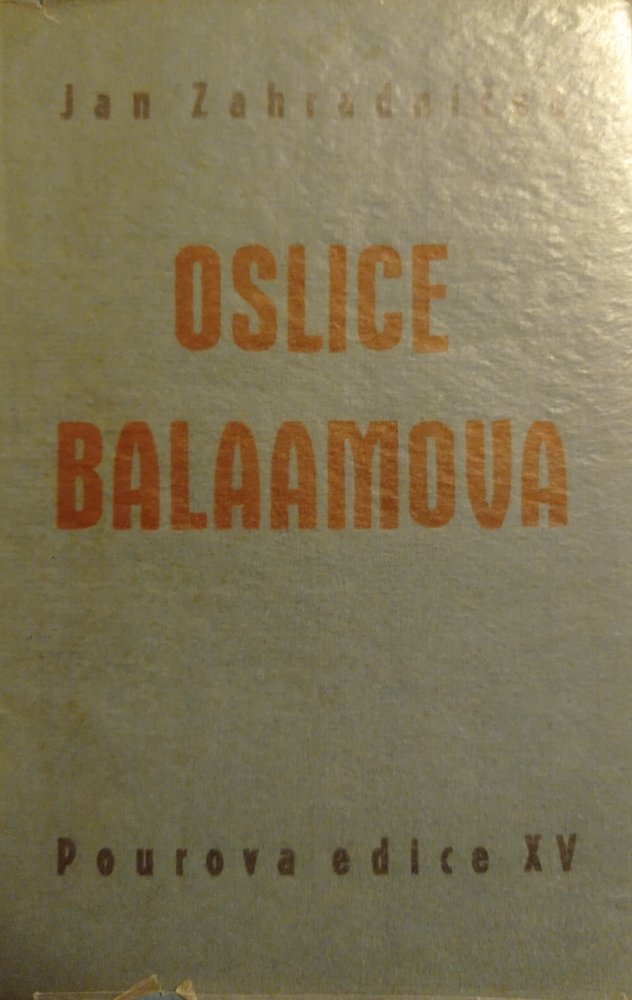 Jan Zahradníček
OSLICE
BALAAMOVA
Pourova edice XV